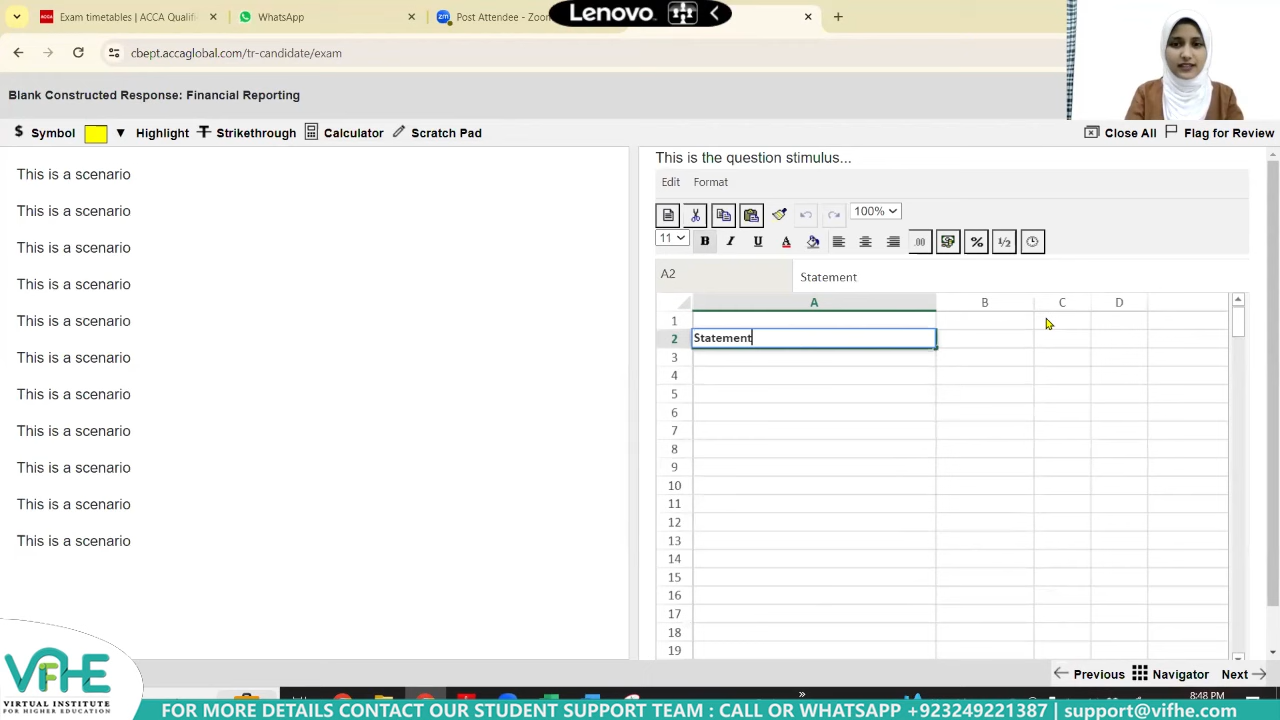 Exam timetables | ACCA Qualifi
WhatsApp
Post Attendee - Zoom
Lenovo
cbept.accaglobal.com/tr-candidate/exam
Blank Constructed Response: Financial Reporting
$ Symbol Highlight Strikethrough Calculator Scratch Pad
Close All Flag for Review
This is a scenario
This is a scenario
This is a scenario
This is a scenario
This is a scenario
This is a scenario
This is a scenario
This is a scenario
This is a scenario
This is a scenario
This is a scenario
This is the question stimulus...
Edit Format
100%
11 B I U A .00 % 1/2
A2 Statement
A B C D
1
2 Statement
3
4
5
6
7
8
9
10
11
12
13
14
15
16
17
18
19
Previous Navigator Next
8:48 PM
VIFHE
VIRTUAL INSTITUTE
FOR HIGHER EDUCATION
FOR MORE DETAILS CONTACT OUR STUDENT SUPPORT TEAM : CALL OR WHATSAPP +923249221387 | support@vifhe.com